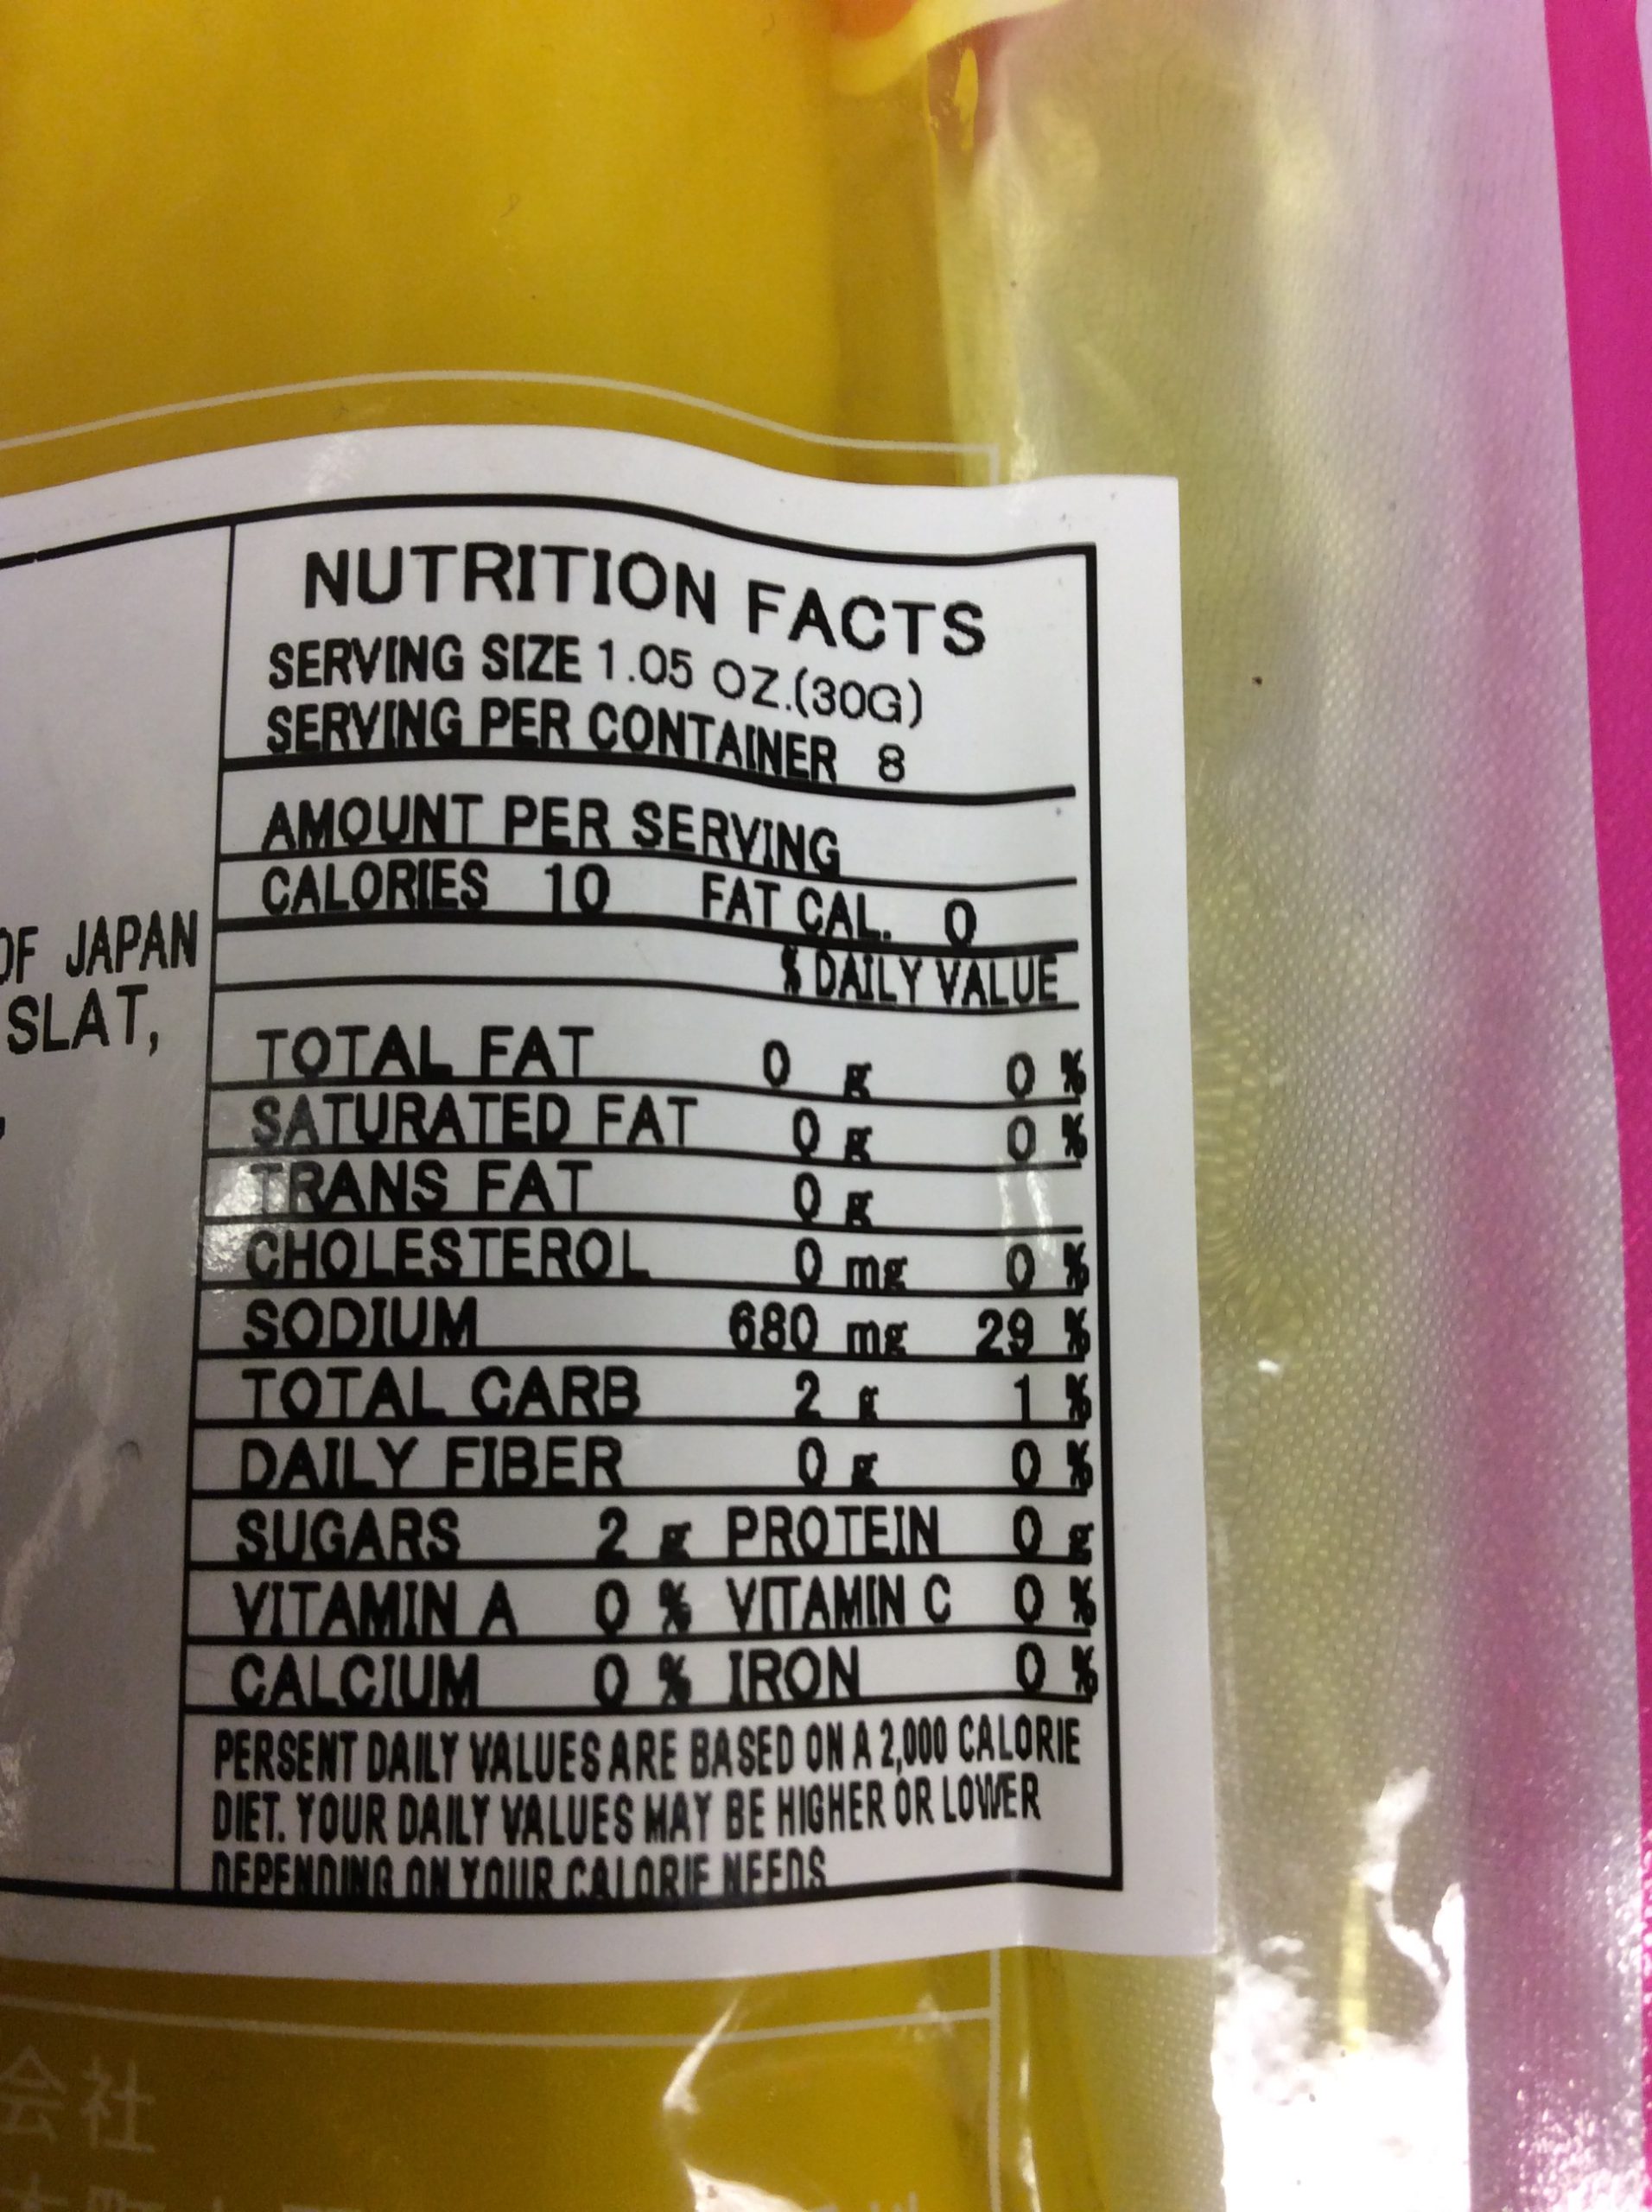 OF JAPAN
SLAT,
NUTRITION FACTS
SERVING SIZE 1.05 OZ.(30G)
SERVING PER CONTAINER 8
AMOUNT PER SERVING
CALORIES 10 FAT CAL. 0
% DAILY VALUE
TOTAL FAT 0 g 0 %
SATURATED FAT 0 g 0 %
TRANS FAT 0 g
CHOLESTEROL 0 mg 0 %
SODIUM 680 mg 29 %
TOTAL CARB 2 g 1 %
DAILY FIBER 0 g 0 %
SUGARS 2 g PROTEIN 0 g
VITAMIN A 0 % VITAMIN C 0 %
CALCIUM 0 % IRON 0 %
PERSENT DAILY VALUES ARE BASED ON A 2,000 CALORIE
DIET. YOUR DAILY VALUES MAY BE HIGHER OR LOWER
DEPENDING ON YOUR CALORIE NEEDS
会社